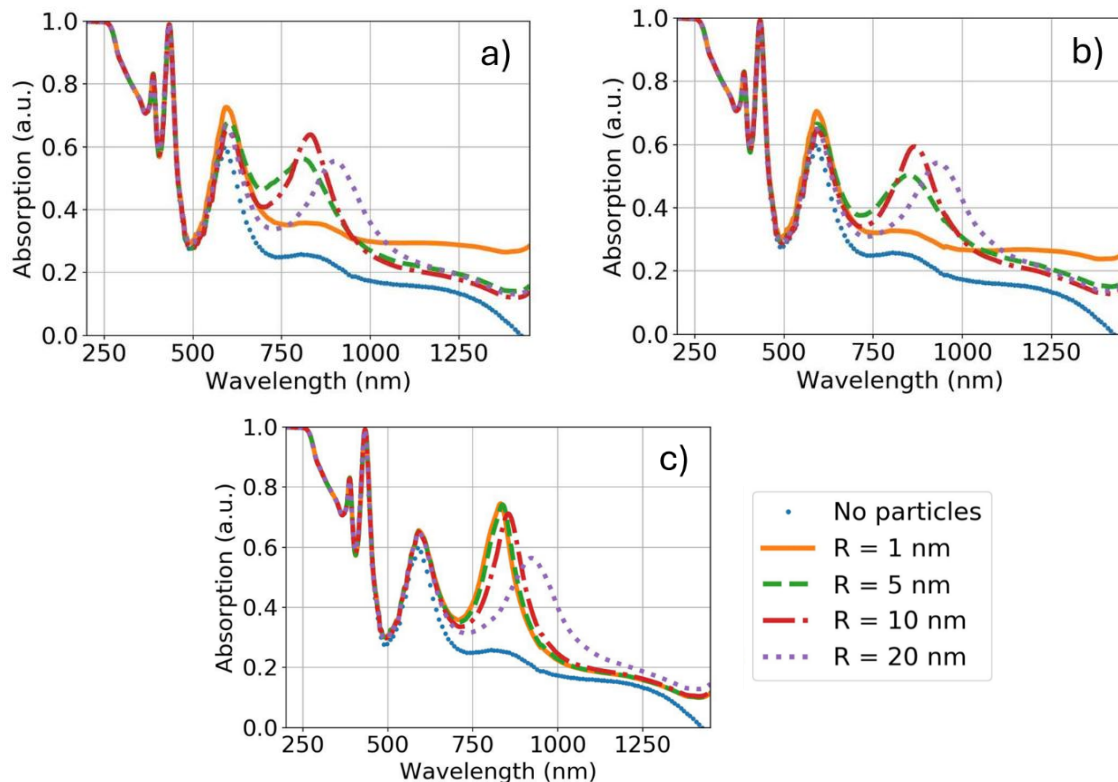 a)
Absorption (a.u.)
1.0
0.8
0.6
0.4
0.2
0.0
250 500 750 1000 1250
Wavelength (nm)
b)
Absorption (a.u.)
1.0
0.8
0.6
0.4
0.2
0.0
250 500 750 1000 1250
Wavelength (nm)
c)
Absorption (a.u.)
1.0
0.8
0.6
0.4
0.2
0.0
250 500 750 1000 1250
Wavelength (nm)
No particles
R = 1 nm
R = 5 nm
R = 10 nm
R = 20 nm